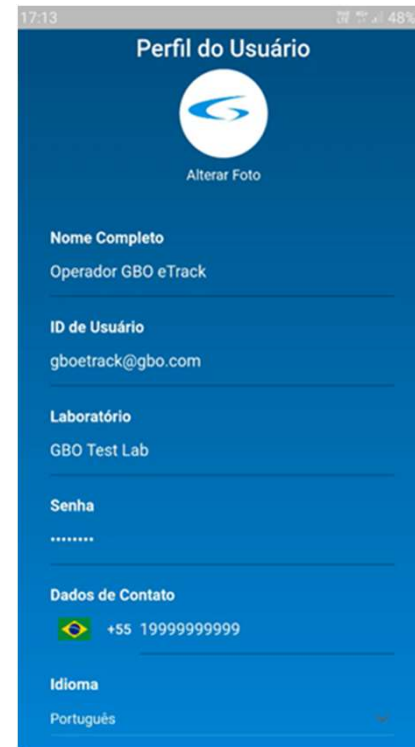 17:13
48%
Perfil do Usuário
Alterar Foto
Nome Completo
Operador GBO eTrack
ID de Usuário
gboetrack@gbo.com
Laboratório
GBO Test Lab
Senha
••••••••
Dados de Contato
+55 19999999999
Idioma
Português